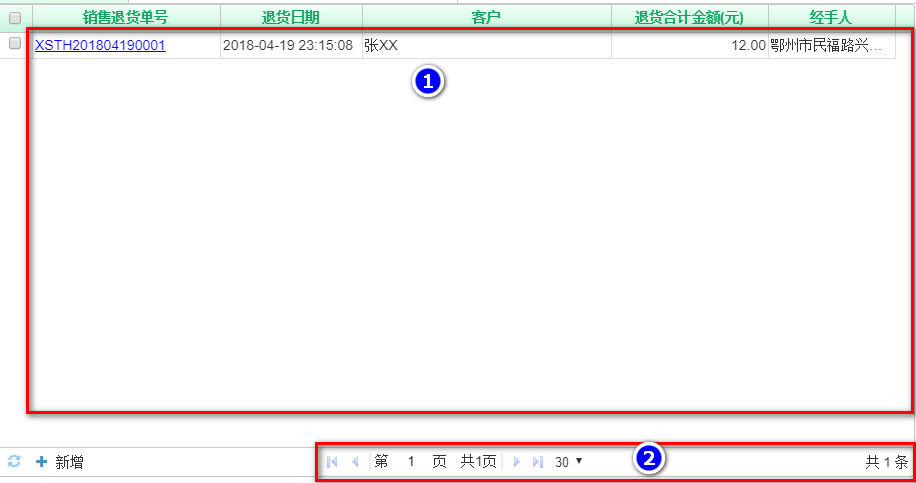 销售退货单号 退货日期 客户 退货合计金额(元) 经手人
XSTH201804190001 2018-04-19 23:15:08 张XX 12.00 鄂州市民福路兴...
1
新增 第 1 页 共1页 30 2 共 1 条